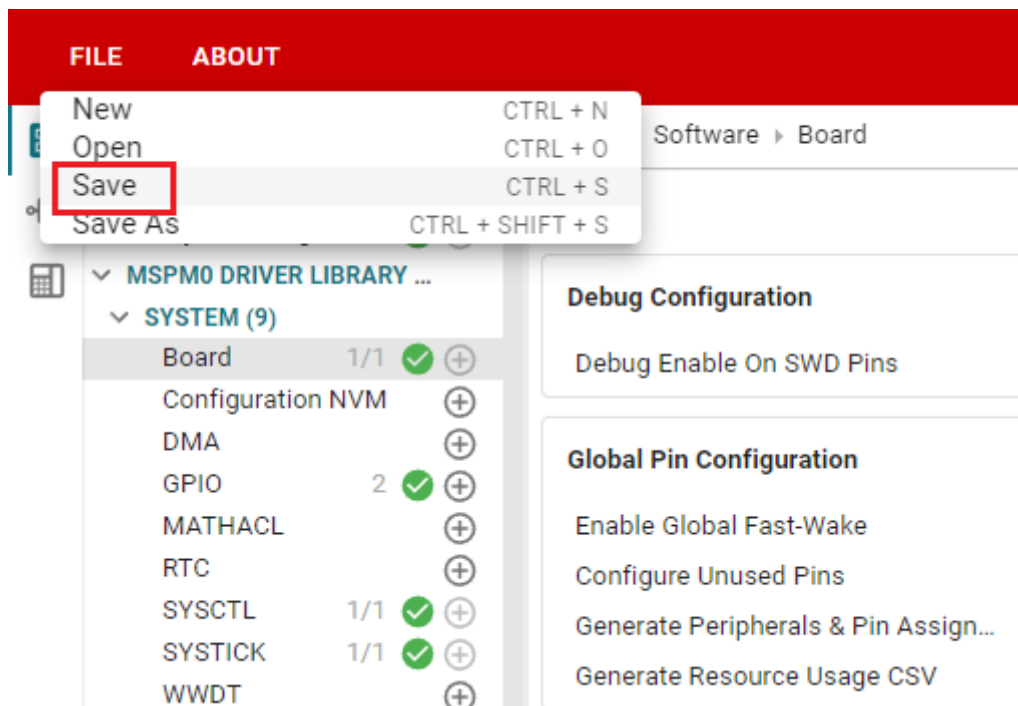 FILE ABOUT
New CTRL + N
Open CTRL + O
Save CTRL + S
Save As CTRL + SHIFT + S
Software Board
MSPM0 DRIVER LIBRARY ...
SYSTEM (9)
Board 1/1
Configuration NVM
DMA
GPIO 2
MATHACL
RTC
SYSCTL 1/1
SYSTICK 1/1
WWDT
Debug Configuration
Debug Enable On SWD Pins
Global Pin Configuration
Enable Global Fast-Wake
Configure Unused Pins
Generate Peripherals & Pin Assign...
Generate Resource Usage CSV